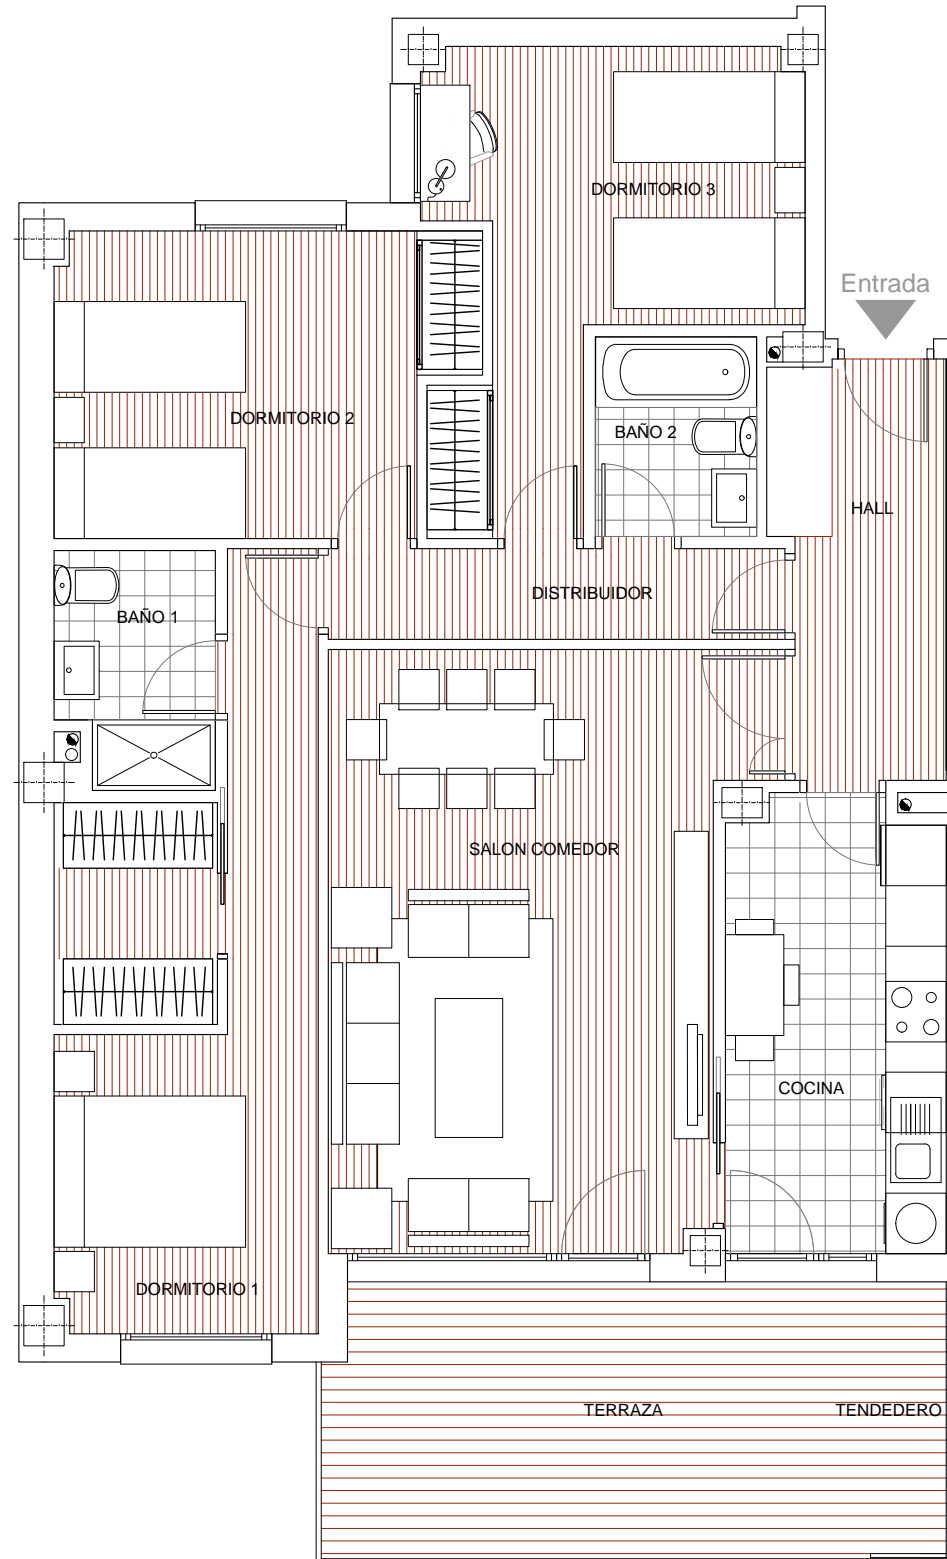 DORMITORIO 3
Entrada
DORMITORIO 2
BAÑO 2
HALL
DISTRIBUIDOR
BAÑO 1
SALON COMEDOR
COCINA
DORMITORIO 1
TERRAZA
TENDEDERO